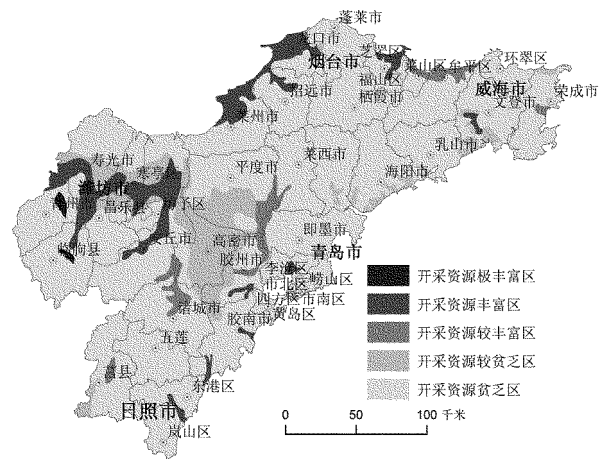 蓬莱市
龙口市
芝罘区
烟台市
莱山区
牟平区
环翠区
福山区
威海市
荣成市
招远市
栖霞市
文登市
莱州市
乳山市
寿光市
寒亭
平度市
莱西市
海阳市
潍坊市
昌乐县
即墨市
临朐县
高密市
青岛市
胶州市
李沧区
崂山区
市北区
四方区
市南区
诸城市
黄岛区
胶南市
五莲
县
东港区
日照市
岚山区
开采资源极丰富区
开采资源丰富区
开采资源较丰富区
开采资源较贫乏区
开采资源贫乏区
0 50 100 千米